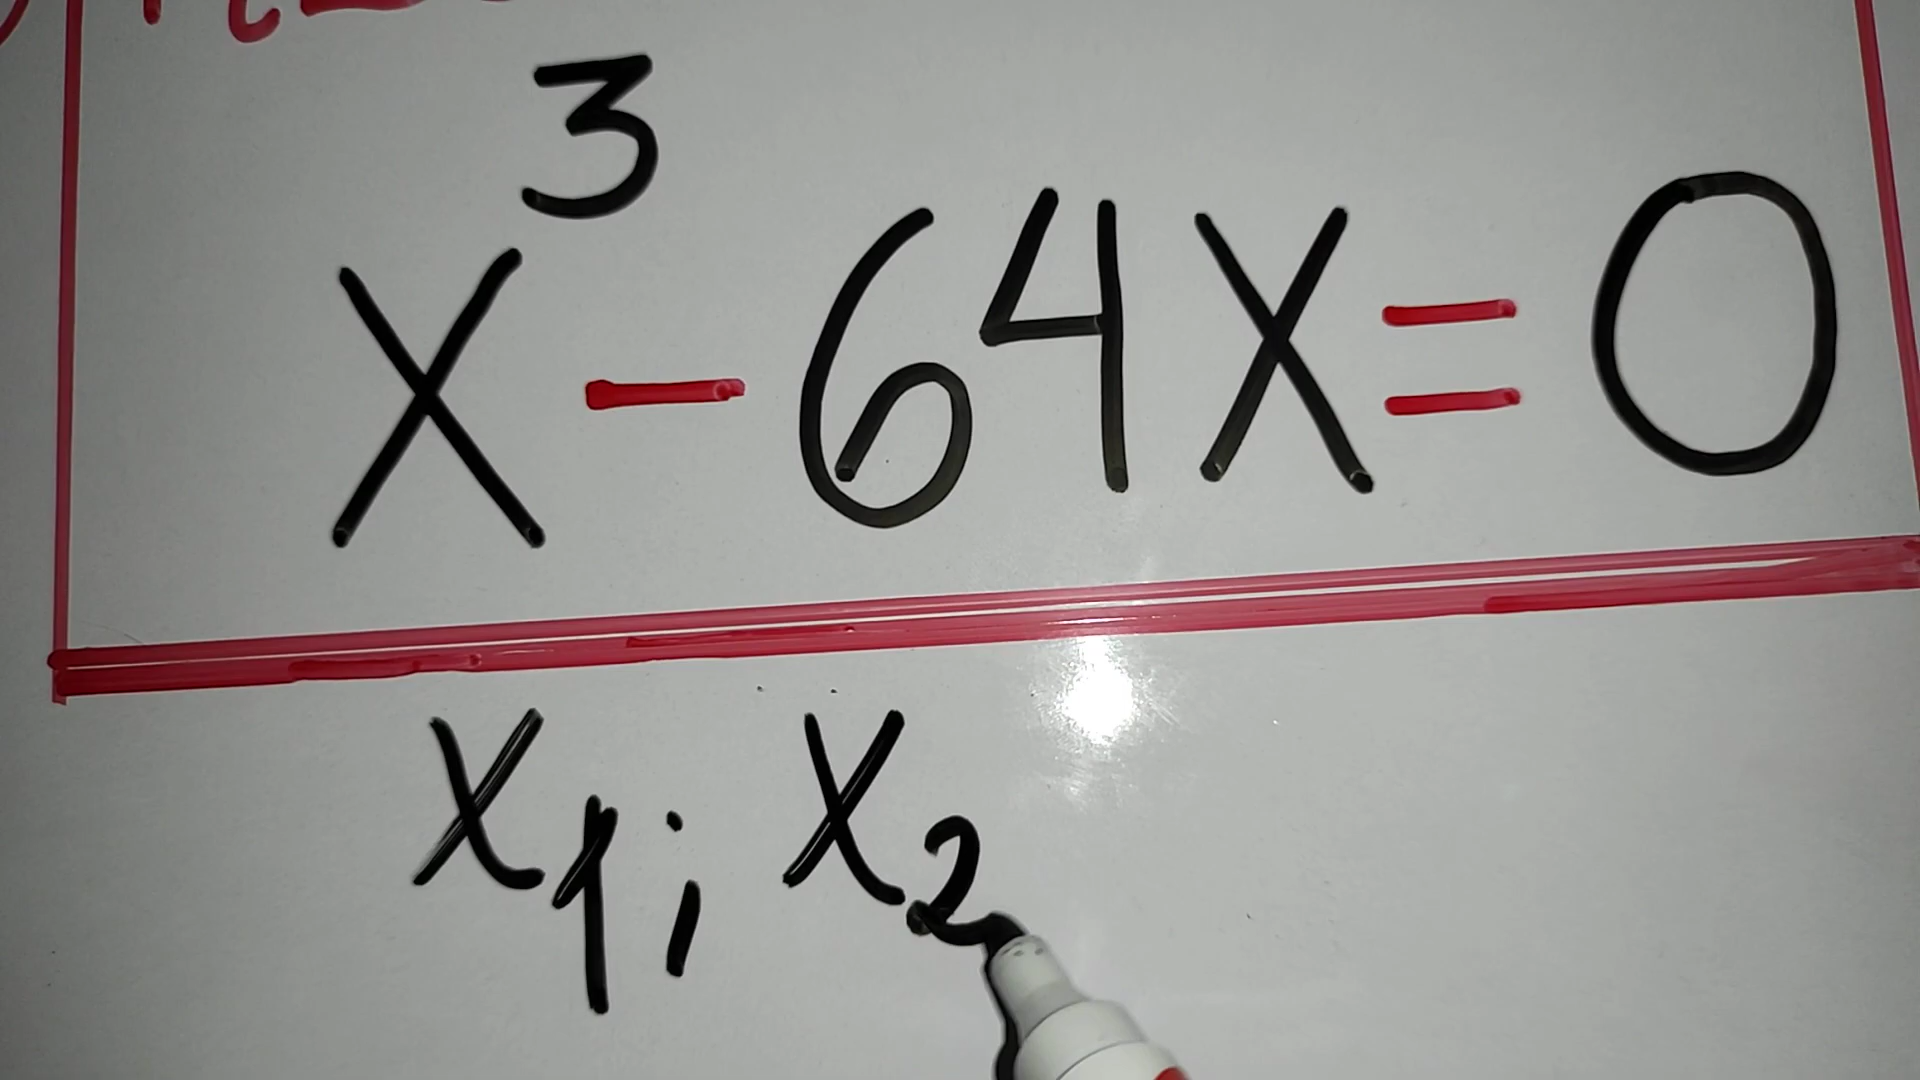 x³ - 64x = 0
x₁; x₂